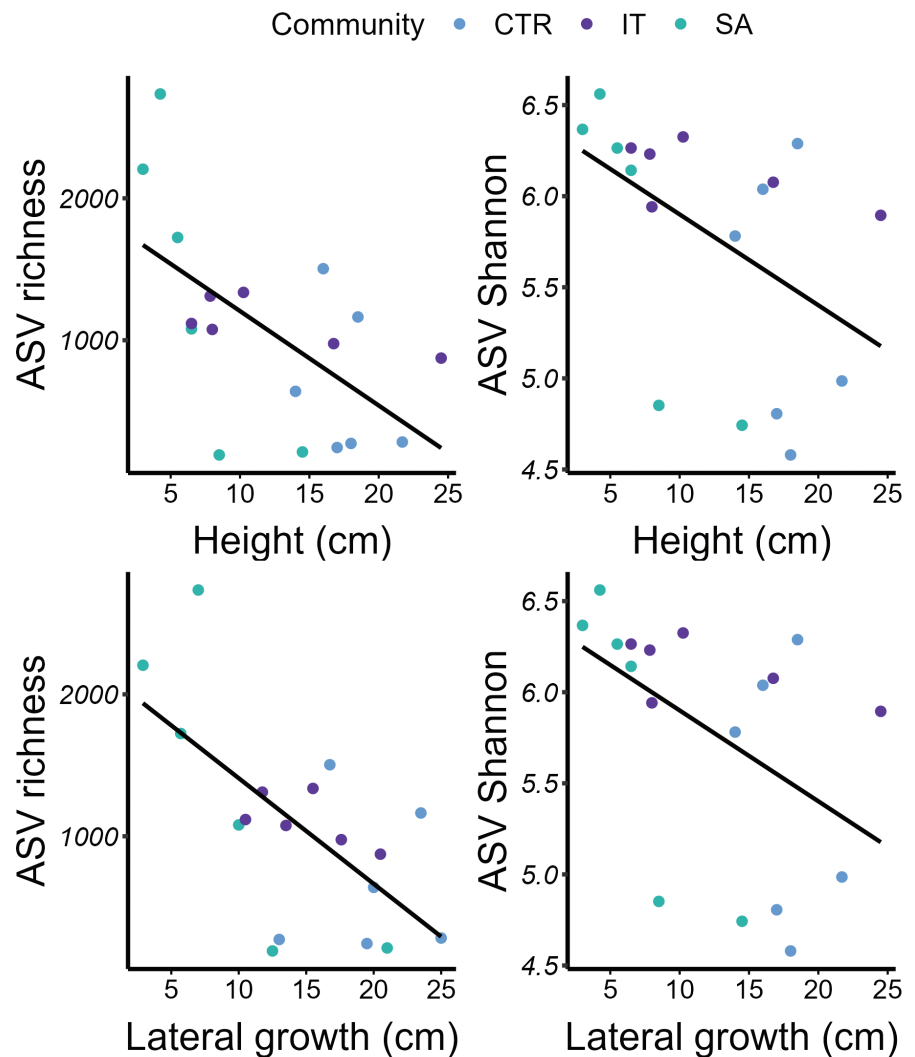 Community CTR IT SA
ASV richness
2000
1000
5 10 15 20 25
Height (cm)
ASV Shannon
6.5
6.0
5.5
5.0
4.5
5 10 15 20 25
Height (cm)
ASV richness
2000
1000
5 10 15 20 25
Lateral growth (cm)
ASV Shannon
6.5
6.0
5.5
5.0
4.5
5 10 15 20 25
Lateral growth (cm)